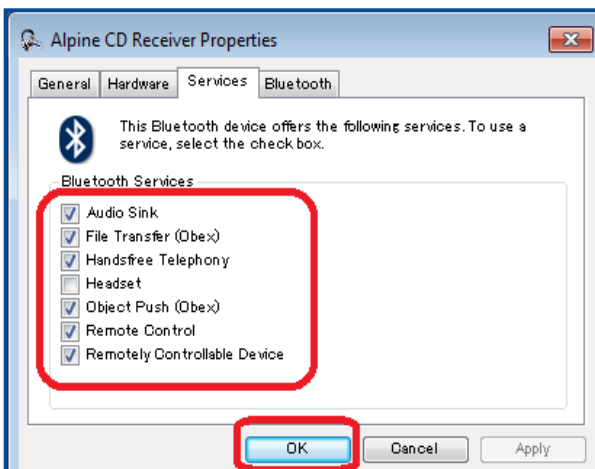 Alpine CD Receiver Properties
General Hardware Services Bluetooth
This Bluetooth device offers the following services. To use a
service, select the check box.
Bluetooth Services
Audio Sink
File Transfer (Obex)
Handsfree Telephony
Headset
Object Push (Obex)
Remote Control
Remotely Controllable Device
OK Cancel Apply